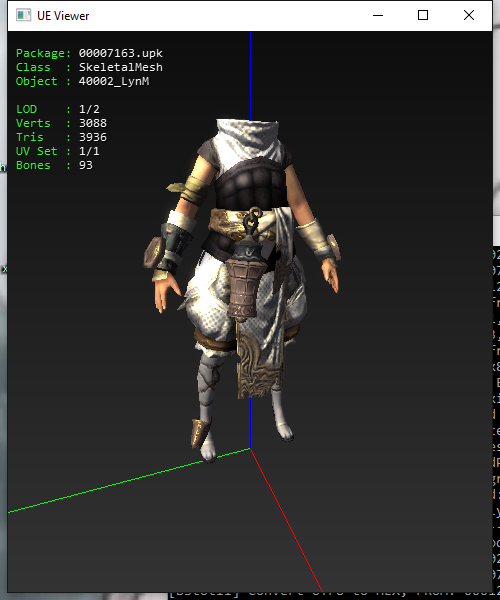 UE Viewer
Package: 00007163.upk
Class : SkeletalMesh
Object : 40002_LynM
LOD : 1/2
Verts : 3088
Tris : 3936
UV Set : 1/1
Bones : 93